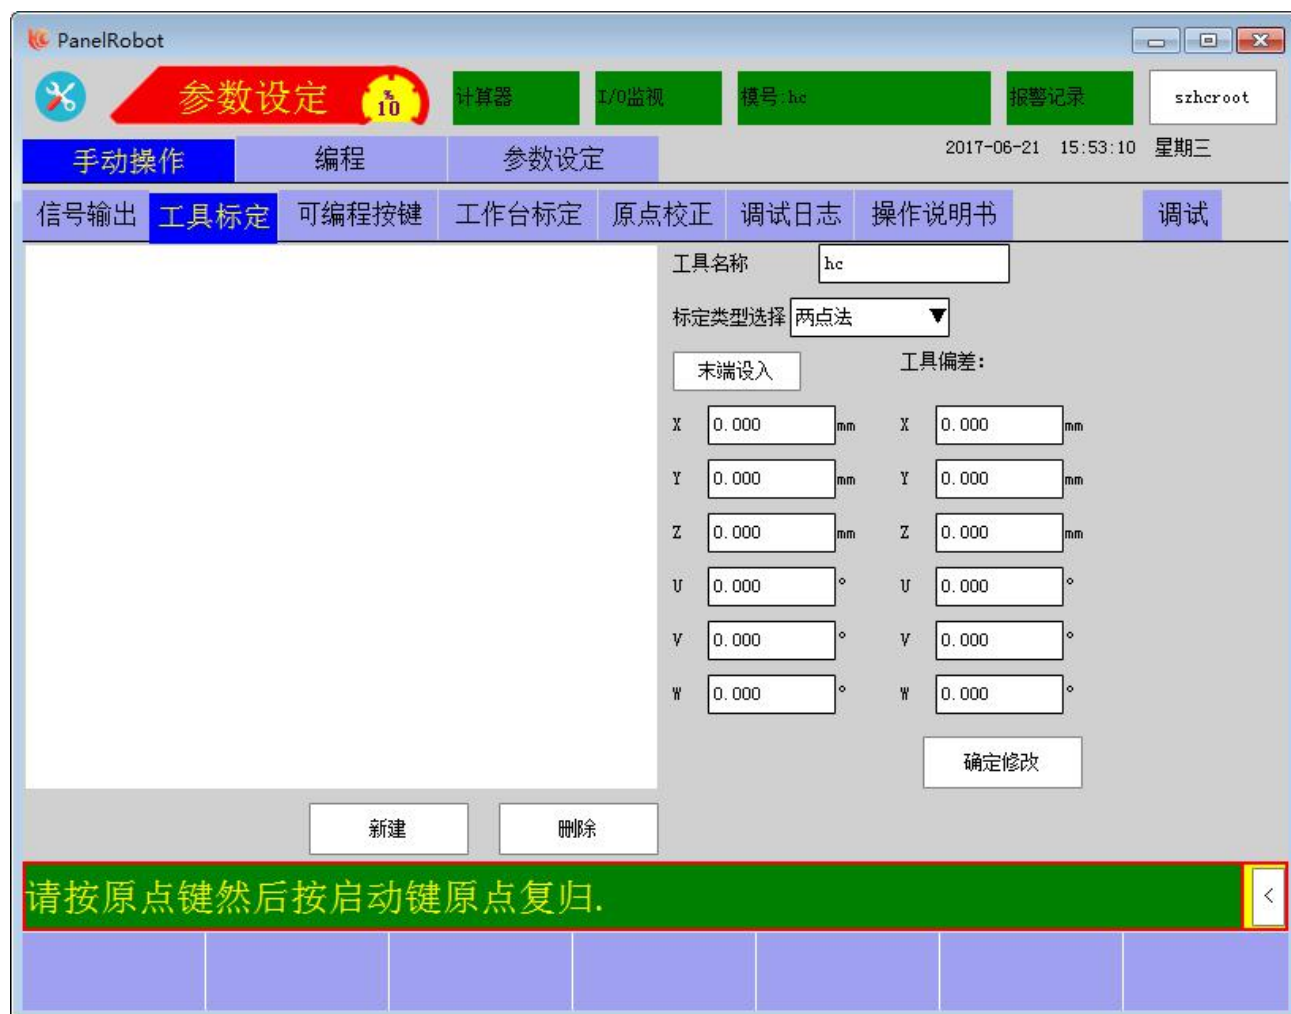 PanelRobot
参数设定 %10 计算器 I/O监视 模号:hc 报警记录 szhcroot
手动操作 编程 参数设定 2017-06-21 15:53:10 星期三
信号输出 工具标定 可编程按键 工作台标定 原点校正 调试日志 操作说明书 调试
工具名称 hc
标定类型选择 两点法
末端设入 工具偏差:
X 0.000 mm X 0.000 mm
Y 0.000 mm Y 0.000 mm
Z 0.000 mm Z 0.000 mm
U 0.000 ° U 0.000 °
V 0.000 ° V 0.000 °
W 0.000 ° W 0.000 °
确定修改
新建 删除
请按原点键然后按启动键原点复归.
<